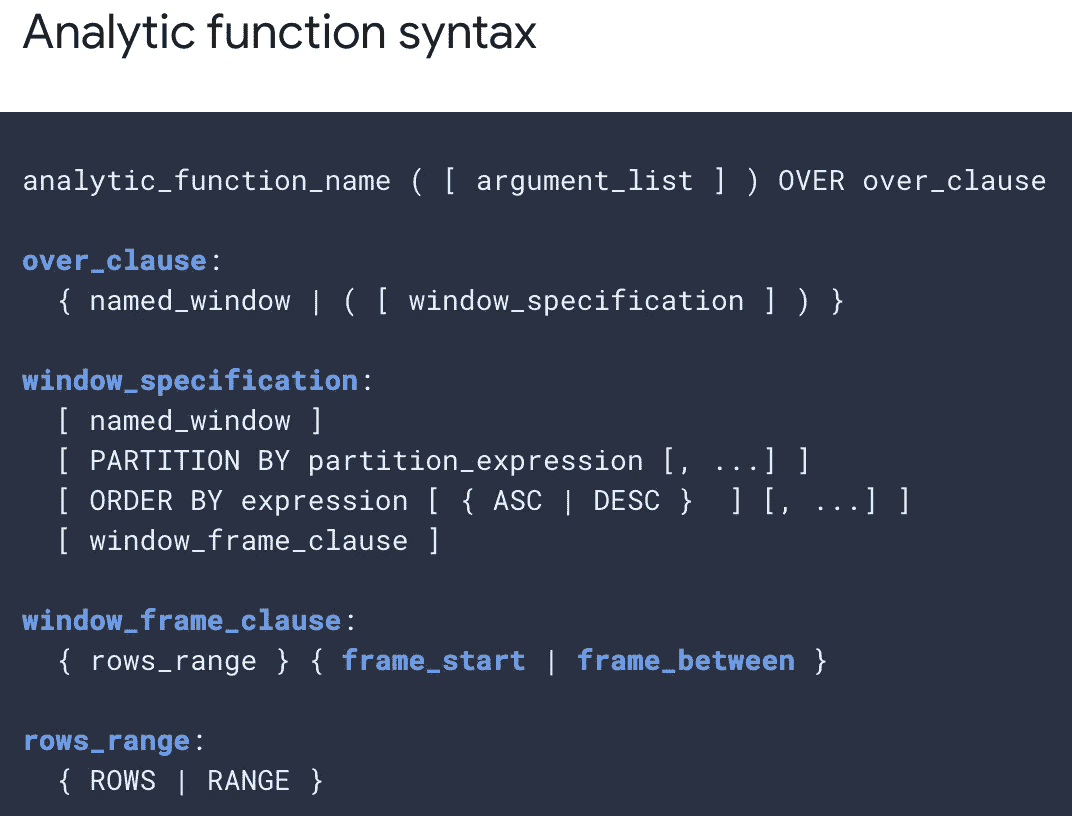 Analytic function syntax
analytic_function_name ( [ argument_list ] ) OVER over_clause
over_clause:
{ named_window | ( [ window_specification ] ) }
window_specification:
[ named_window ]
[ PARTITION BY partition_expression [, ...] ]
[ ORDER BY expression [ { ASC | DESC }  ] [, ...] ]
[ window_frame_clause ]
window_frame_clause:
{ rows_range } { frame_start | frame_between }
rows_range:
{ ROWS | RANGE }